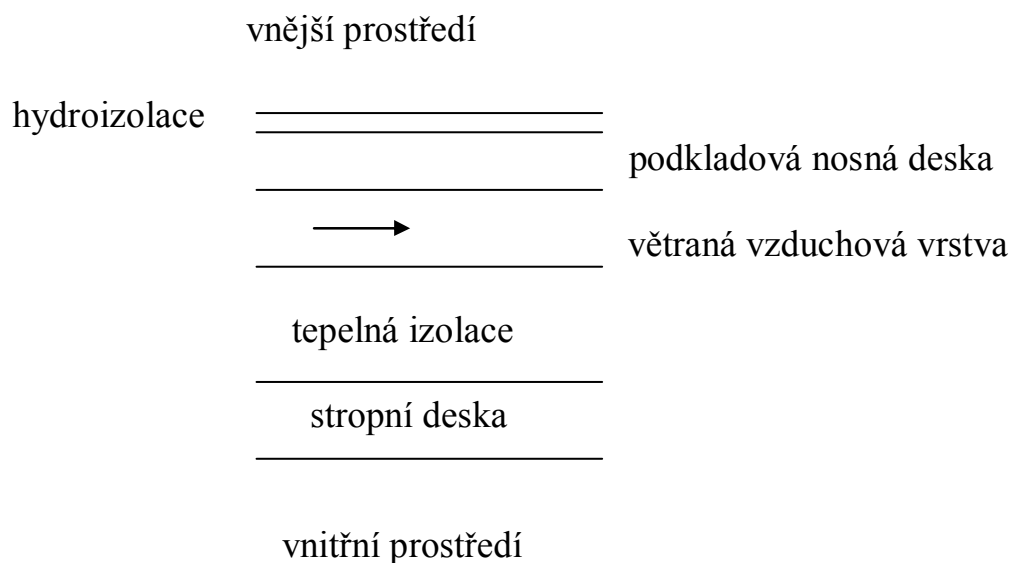 vnější prostředí
hydroizolace
podkladová nosná deska
větraná vzduchová vrstva
tepelná izolace
stropní deska
vnitřní prostředí